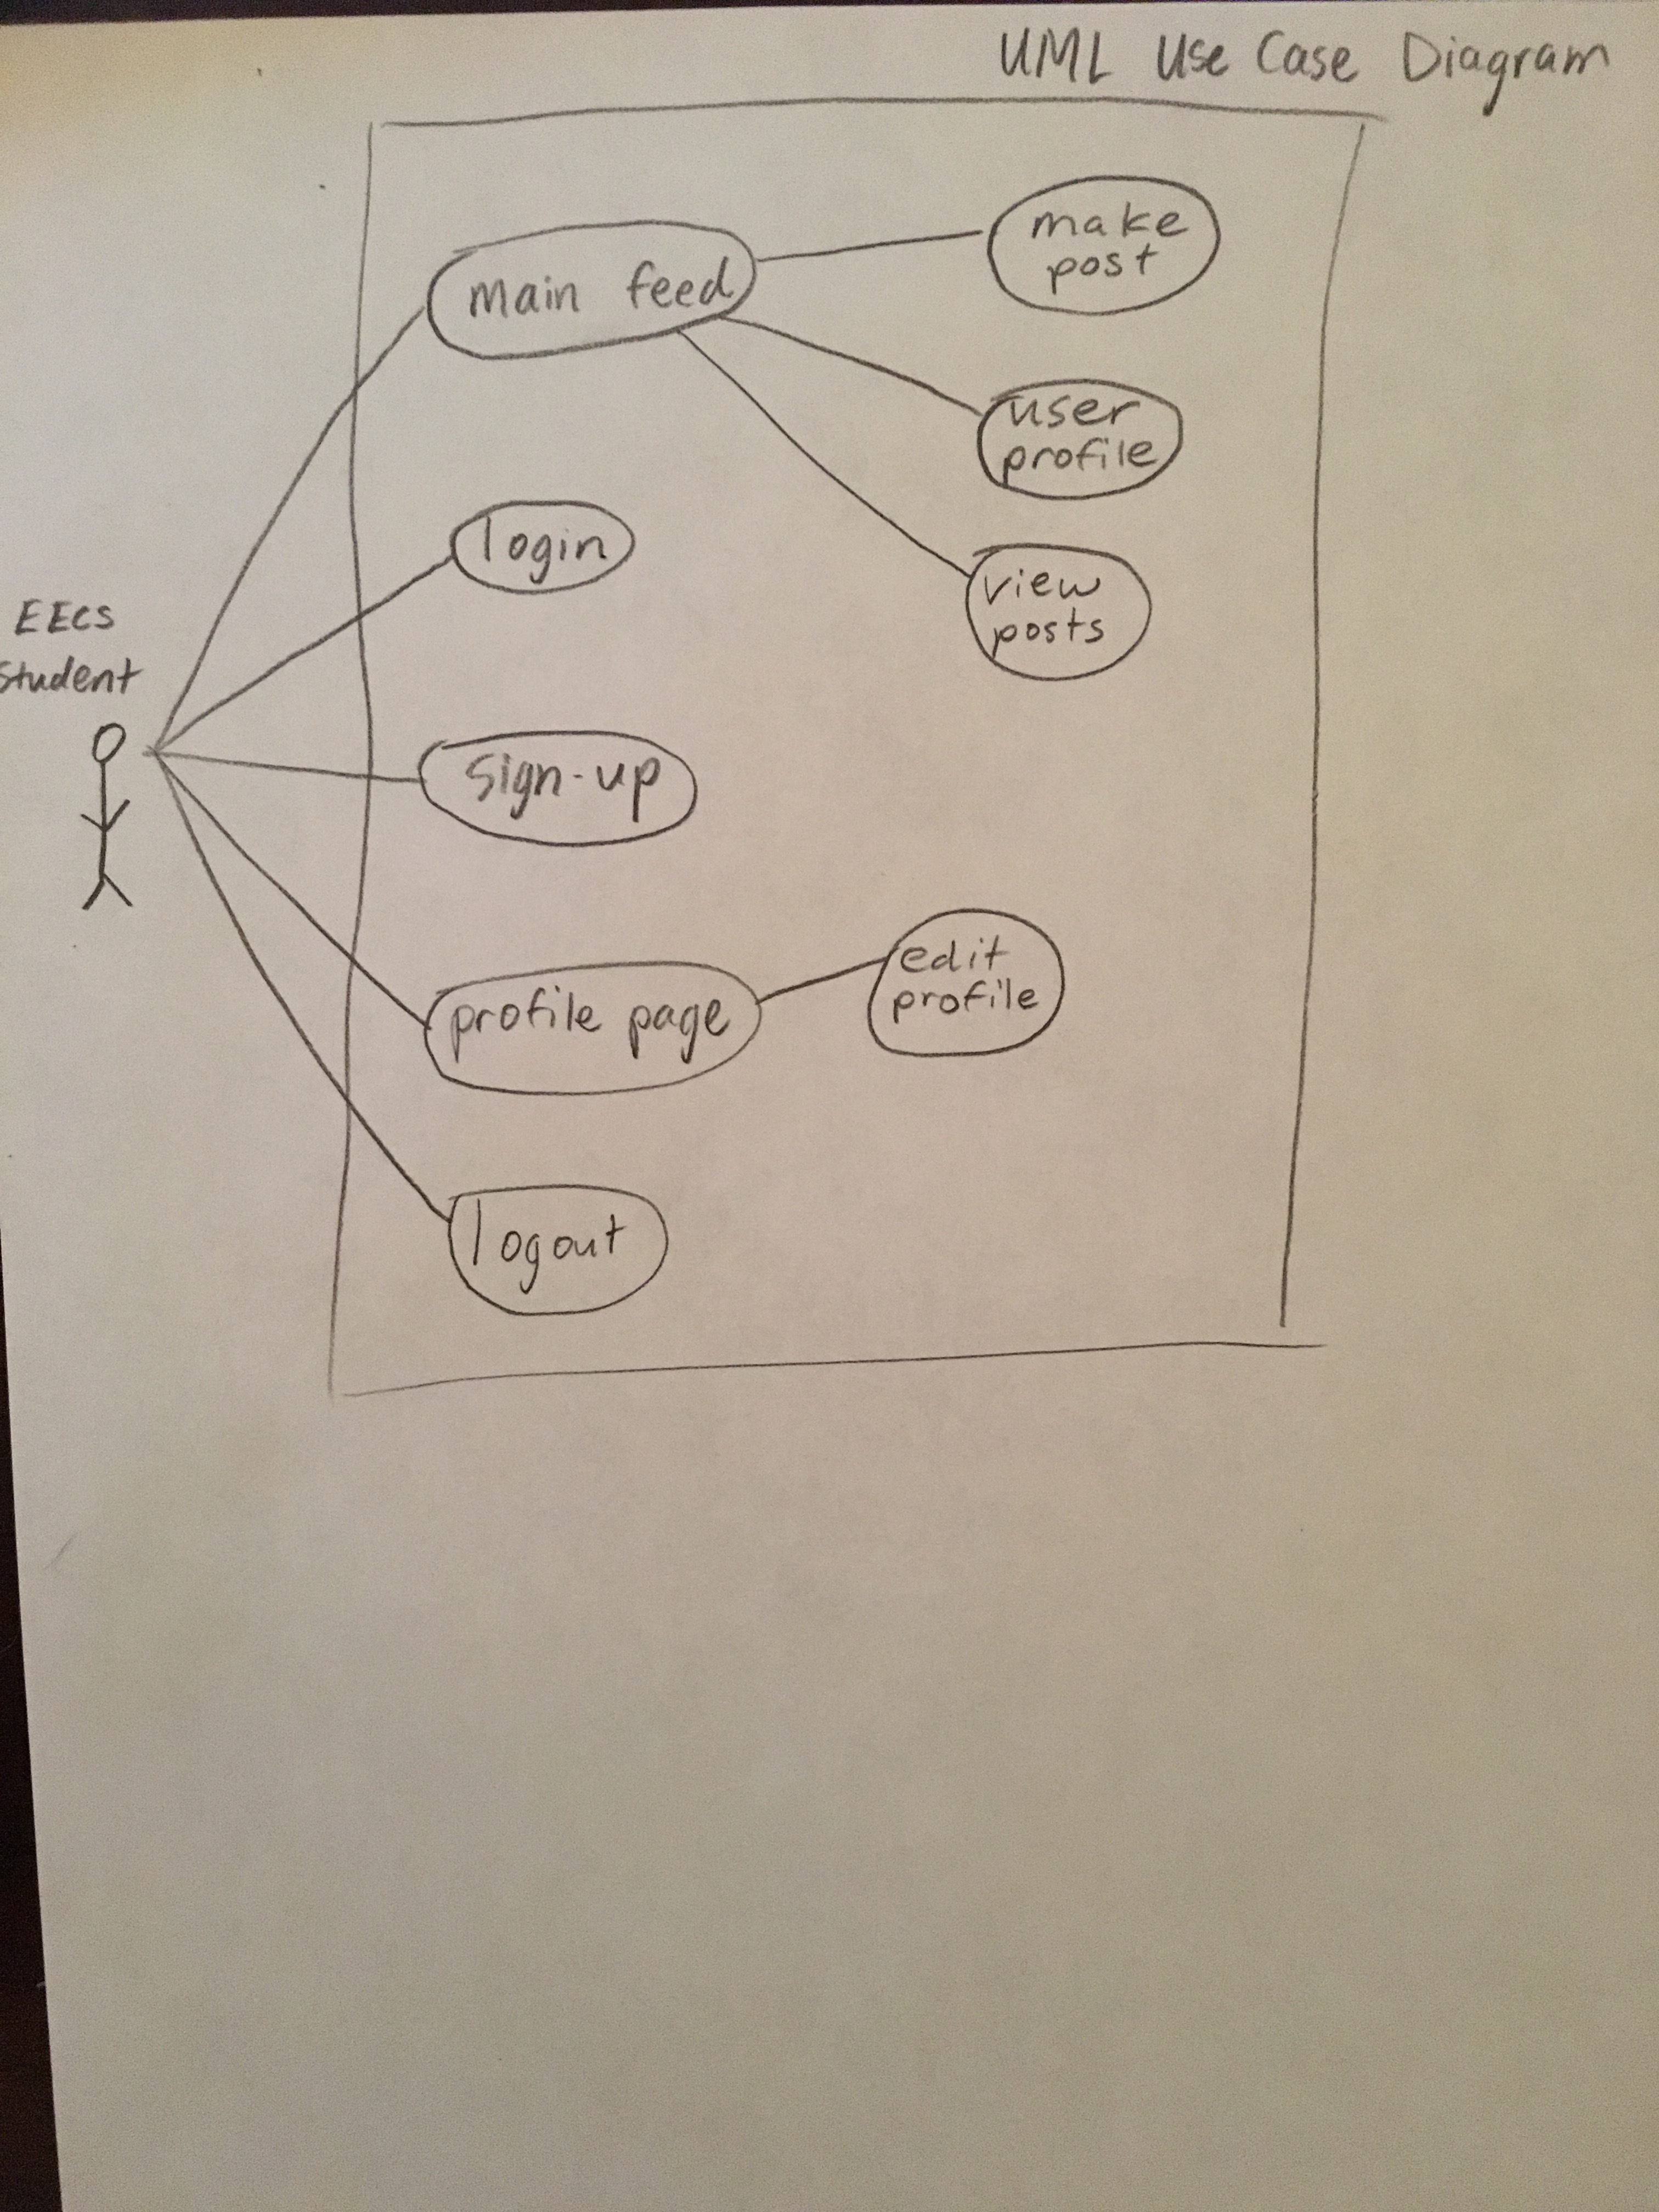 UML Use Case Diagram
make
post
main feed
user
profile
login
view
posts
EECS
Student
sign-up
edit
profile
profile page
logout